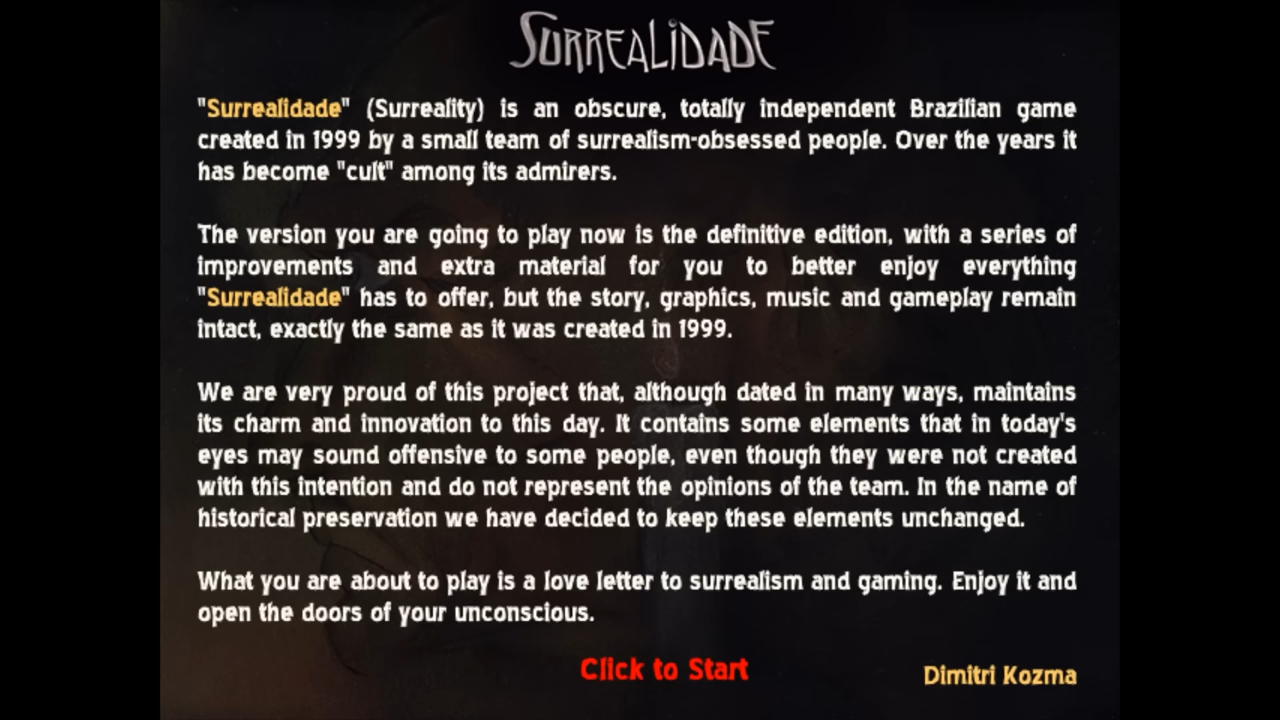 SURREALiDADE
"Surrealidade" (Surreality) is an obscure, totally independent Brazilian game
created in 1999 by a small team of surrealism-obsessed people. Over the years it
has become "cult" among its admirers.
The version you are going to play now is the definitive edition, with a series of
improvements and extra material for you to better enjoy everything
"Surrealidade" has to offer, but the story, graphics, music and gameplay remain
intact, exactly the same as it was created in 1999.
We are very proud of this project that, although dated in many ways, maintains
its charm and innovation to this day. It contains some elements that in today's
eyes may sound offensive to some people, even though they were not created
with this intention and do not represent the opinions of the team. In the name of
historical preservation we have decided to keep these elements unchanged.
What you are about to play is a love letter to surrealism and gaming. Enjoy it and
open the doors of your unconscious.
Click to Start
Dimitri Kozma